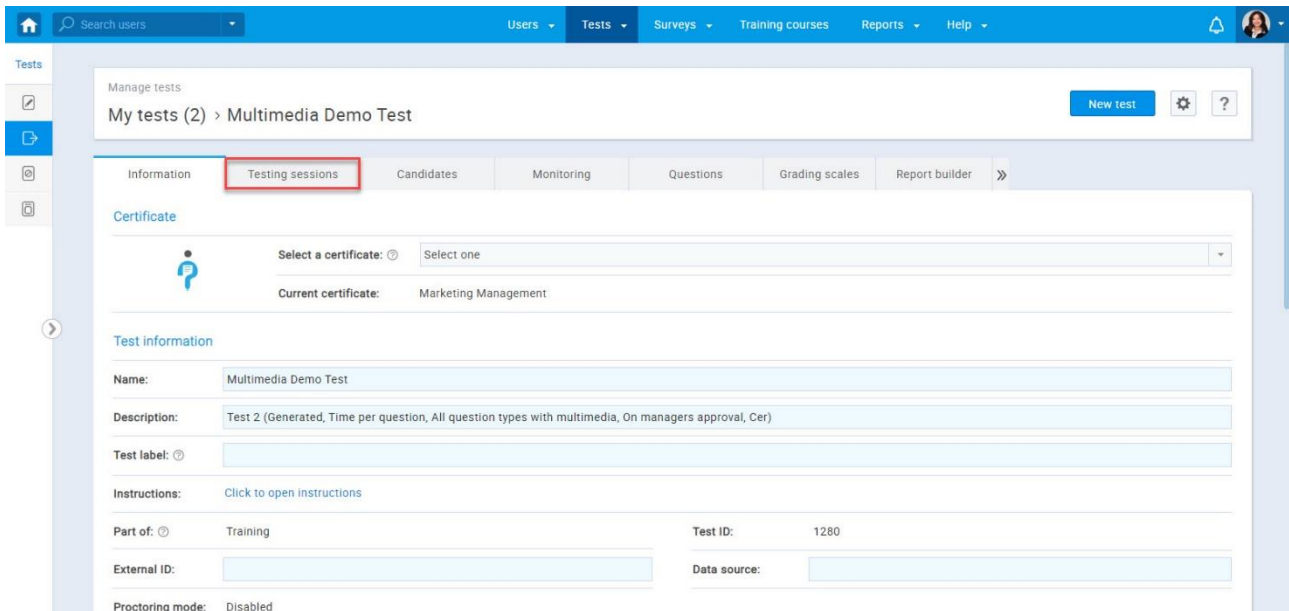 Search users Users Tests Surveys Training courses Reports Help
Tests
Manage tests
My tests (2) › Multimedia Demo Test
New test
?
Information Testing sessions Candidates Monitoring Questions Grading scales Report builder »
Certificate
Select a certificate: ? Select one
Current certificate: Marketing Management
Test information
Name: Multimedia Demo Test
Description: Test 2 (Generated, Time per question, All question types with multimedia, On managers approval, Cer)
Test label: ?
Instructions: Click to open instructions
Part of: ? Training Test ID: 1280
External ID: Data source:
Proctoring mode: Disabled